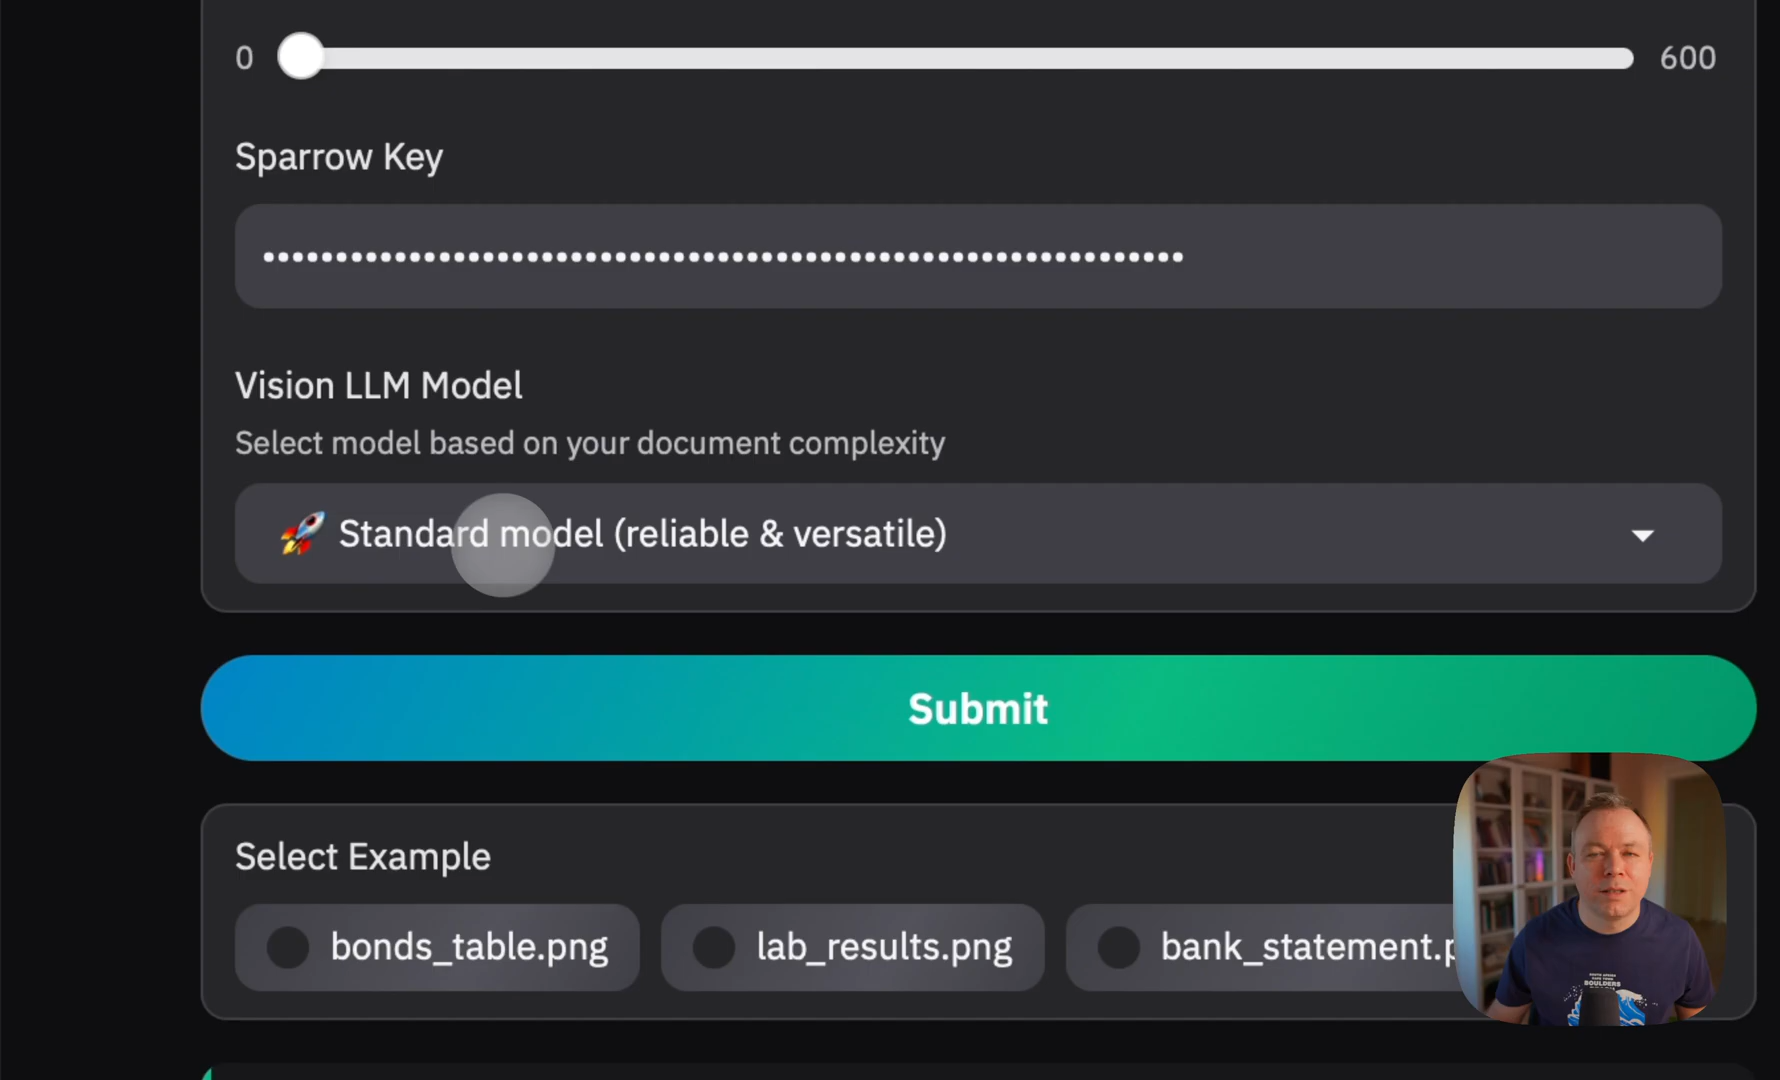 0 600
Sparrow Key
Vision LLM Model
Select model based on your document complexity
🚀 Standard model (reliable & versatile)
Submit
Select Example
bonds_table.png lab_results.png bank_statement.p
BOULDERS